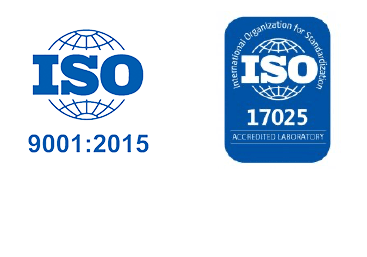 ISO
9001:2015
International Organization for Standardization
ISO
17025
ACCREDITED LABORATORY